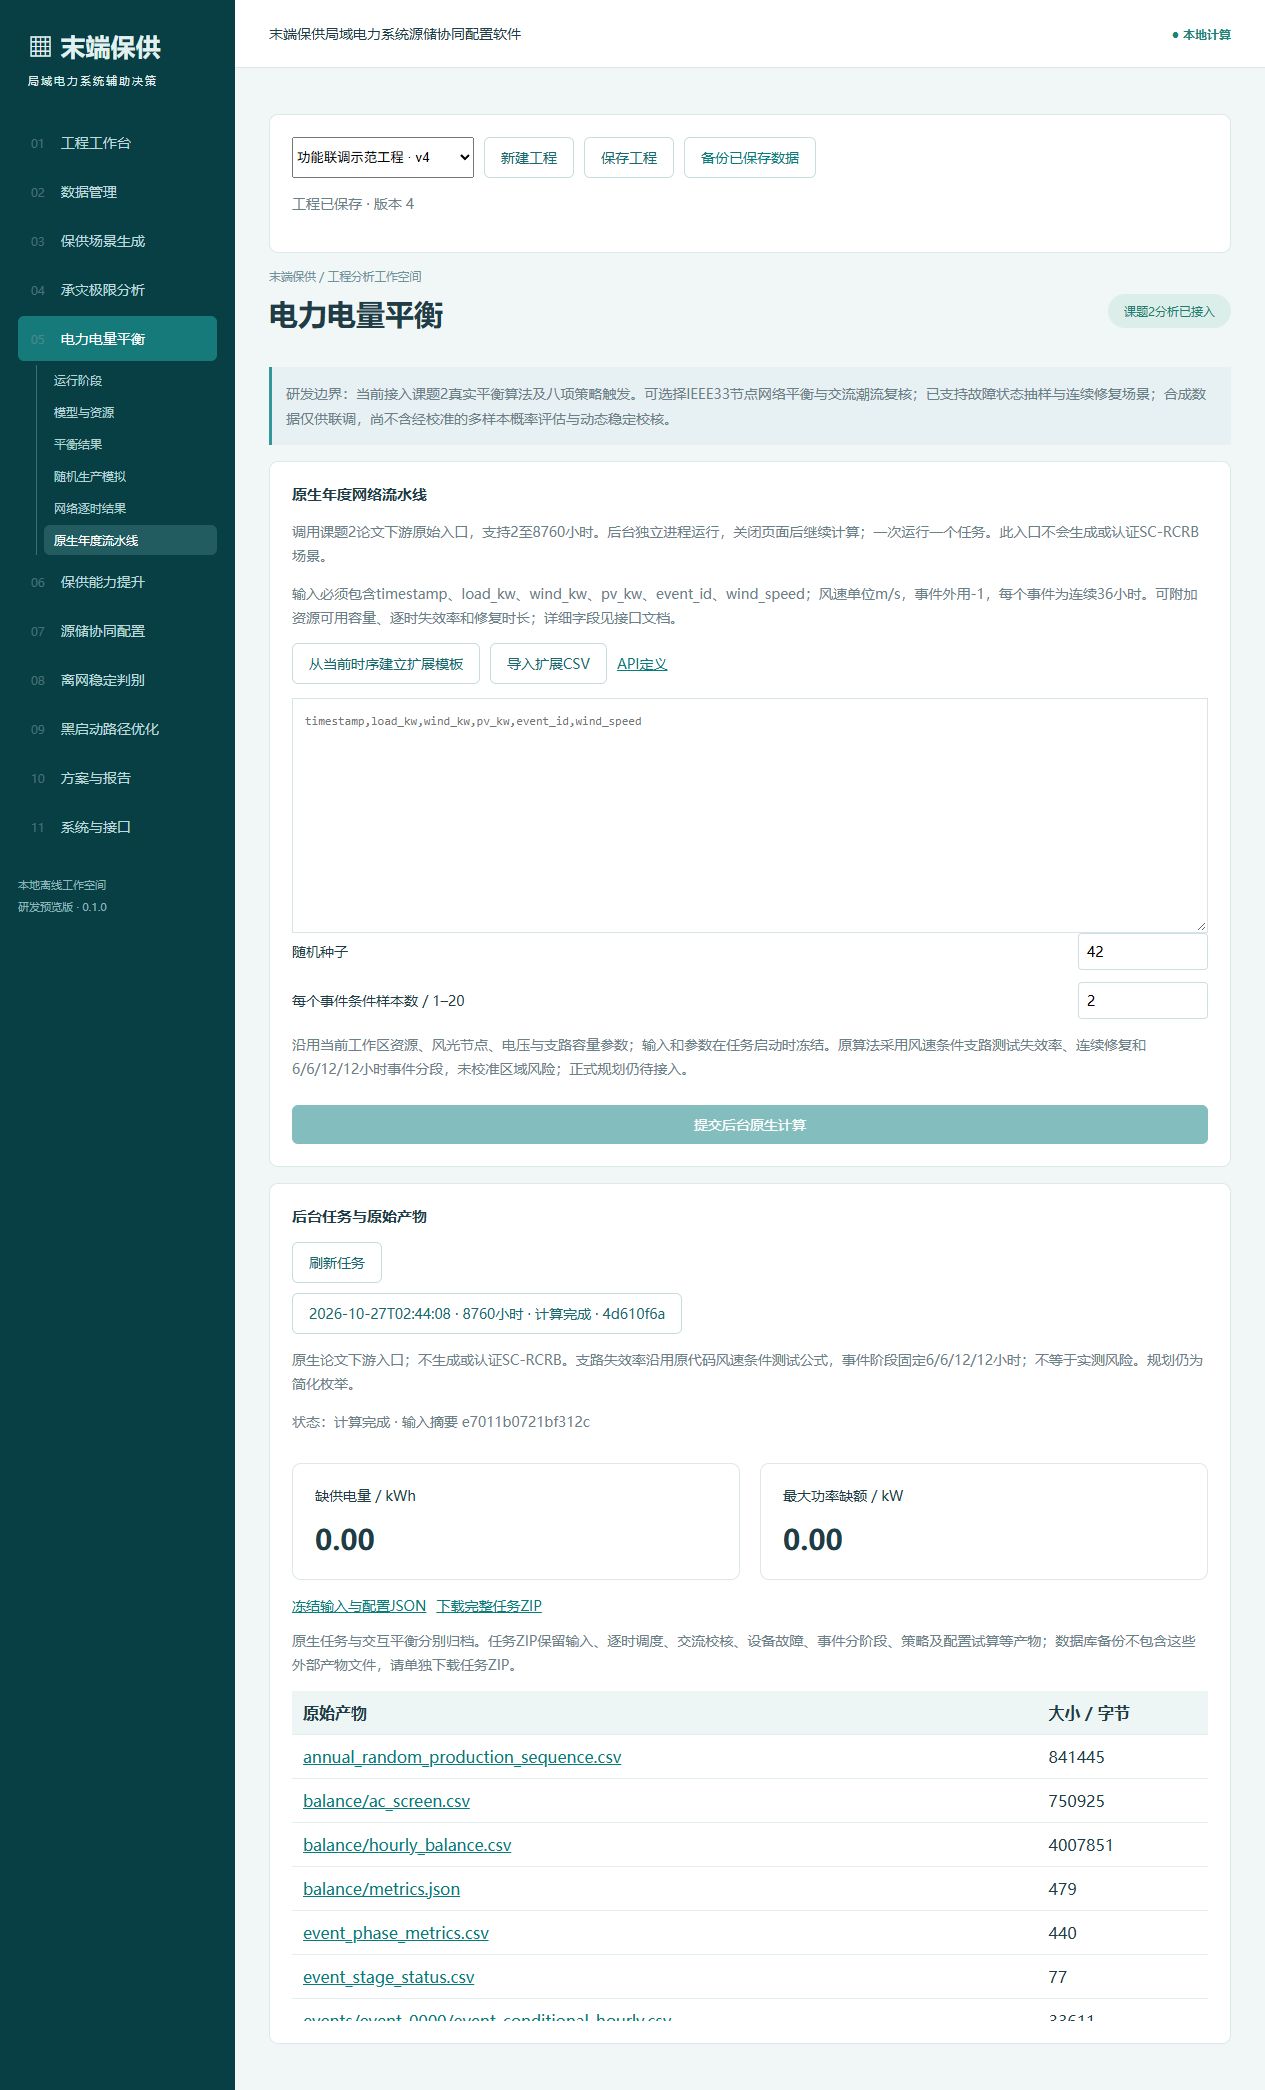 末端保供
局域电力系统辅助决策
01 工程工作台
02 数据管理
03 保供场景生成
04 承灾极限分析
05 电力电量平衡
运行阶段
模型与资源
平衡结果
随机生产模拟
网络逐时结果
原生年度流水线
06 保供能力提升
07 源储协同配置
08 离网稳定判别
09 黑启动路径优化
10 方案与报告
11 系统与接口
本地离线工作空间
研发预览版 · 0.1.0
末端保供局域电力系统源储协同配置软件
● 本地计算
功能联调示范工程 · v4
新建工程
保存工程
备份已保存数据
工程已保存 · 版本 4
末端保供 / 工程分析工作空间
电力电量平衡
课题2分析已接入
研发边界：当前接入课题2真实平衡算法及八项策略触发。可选择IEEE33节点网络平衡与交流潮流复核；已支持故障状态抽样与连续修复场景；合成数
据仅供联调，尚不含经校准的多样本概率评估与动态稳定校核。
原生年度网络流水线
调用课题2论文下游原始入口，支持2至8760小时。后台独立进程运行，关闭页面后继续计算；一次运行一个任务。此入口不会生成或认证SC-RCRB
场景。
输入必须包含timestamp、load_kw、wind_kw、pv_kw、event_id、wind_speed；风速单位m/s，事件外用-1，每个事件为连续36小时。可附加
资源可用容量、逐时失效率和修复时长；详细字段见接口文档。
从当前时序建立扩展模板
导入扩展CSV
API定义
timestamp,load_kw,wind_kw,pv_kw,event_id,wind_speed
随机种子
42
每个事件条件样本数 / 1–20
2
沿用当前工作区资源、风光节点、电压与支路容量参数；输入和参数在任务启动时冻结。原算法采用风速条件支路测试失效率、连续修复和
6/6/12/12小时事件分段，未校准区域风险；正式规划仍待接入。
提交后台原生计算
后台任务与原始产物
刷新任务
2026-10-27T02:44:08 · 8760小时 · 计算完成 · 4d610f6a
原生论文下游入口；不生成或认证SC-RCRB。支路失效率沿用原代码风速条件测试公式，事件阶段固定6/6/12/12小时；不等于实测风险。规划仍为
简化枚举。
状态：计算完成 · 输入摘要 e7011b0721bf312c
缺供电量 / kWh
0.00
最大功率缺额 / kW
0.00
冻结输入与配置JSON 下载完整任务ZIP
原生任务与交互平衡分别归档。任务ZIP保留输入、逐时调度、交流校核、设备故障、事件分阶段、策略及配置试算等产物；数据库备份不包含这些
外部产物文件，请单独下载任务ZIP。
原始产物 大小 / 字节
annual_random_production_sequence.csv 841445
balance/ac_screen.csv 750925
balance/hourly_balance.csv 4007851
balance/metrics.json 479
event_phase_metrics.csv 440
event_stage_status.csv 77
events/event_0000/event_conditional_hourly.csv 33611